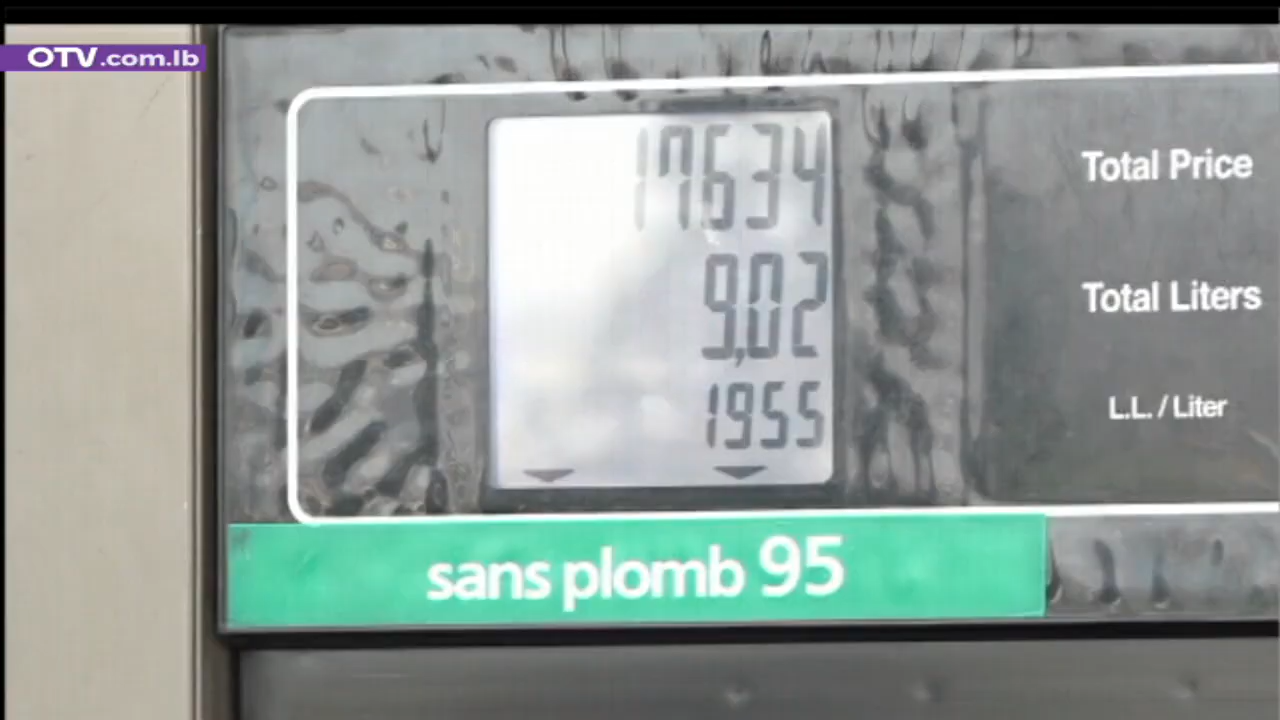 OTV.com.lb
17634
Total Price
9,02
Total Liters
1955
L.L. / Liter
sans plomb 95